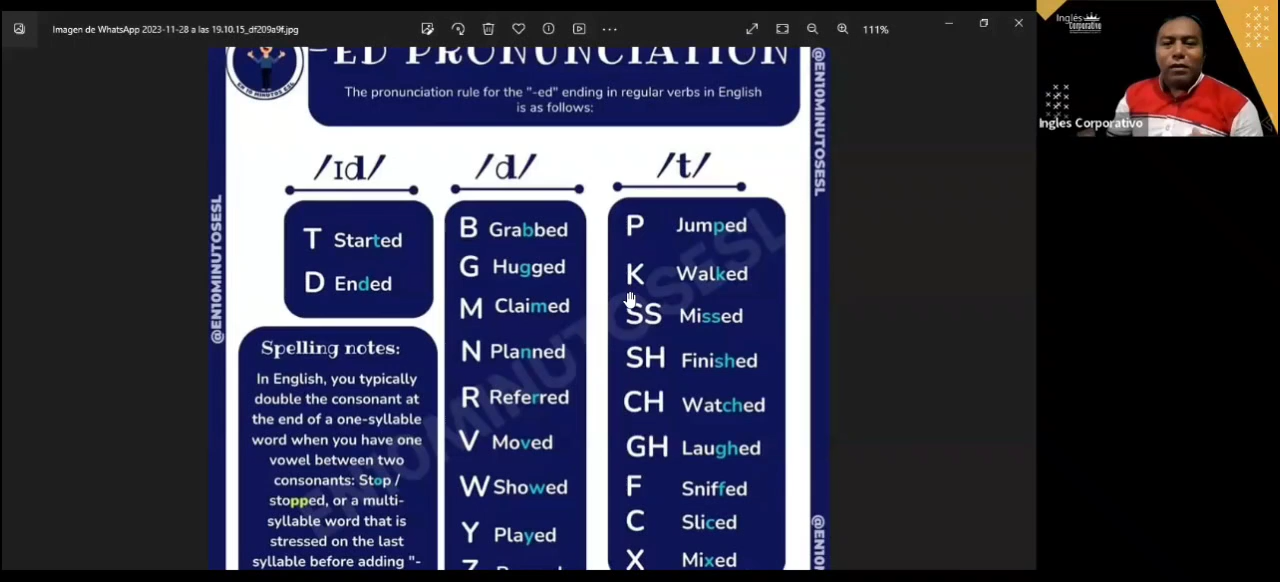 Imagen de WhatsApp 2023-11-28 a las 19.10.15_df209a9f.jpg
111%
Inglés
Corporativo
Ingles Corporativo
-ED PRONUNCIATION
The pronunciation rule for the "-ed" ending in regular verbs in English
is as follows:
/ɪd/
T Started
D Ended
Spelling notes:
In English, you typically
double the consonant at
the end of a one-syllable
word when you have one
vowel between two
consonants: Stop /
stopped, or a multi-
syllable word that is
stressed on the last
syllable before adding "-
/d/
B Grabbed
G Hugged
M Claimed
N Planned
R Referred
V Moved
W Showed
Y Played
/t/
P Jumped
K Walked
SS Missed
SH Finished
CH Watched
GH Laughed
F Sniffed
C Sliced
X Mixed
@EN10MINUTOSESL
@EN10MINUTOSESL
EN10MINUTOSESL